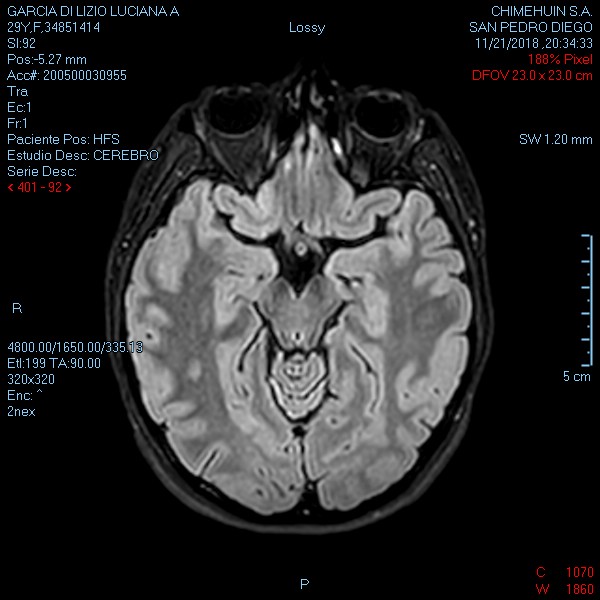 GARCIA DI LIZIO LUCIANA A
29Y,F,34851414
Sl:92
Pos:-5.27 mm
Acc#: 200500030955
Tra
Ec:1
Fr:1
Paciente Pos: HFS
Estudio Desc: CEREBRO
Serie Desc:
< 401 - 92 >
Lossy
CHIMEHUIN S.A.
SAN PEDRO DIEGO
11/21/2018 ,20:34:33
188% Pixel
DFOV 23.0 x 23.0 cm
SW 1.20 mm
R
4800.00/1650.00/335.13
Etl:199 TA:90.00
320x320
Enc: ^
2nex
5 cm
P
C 1070
W 1860